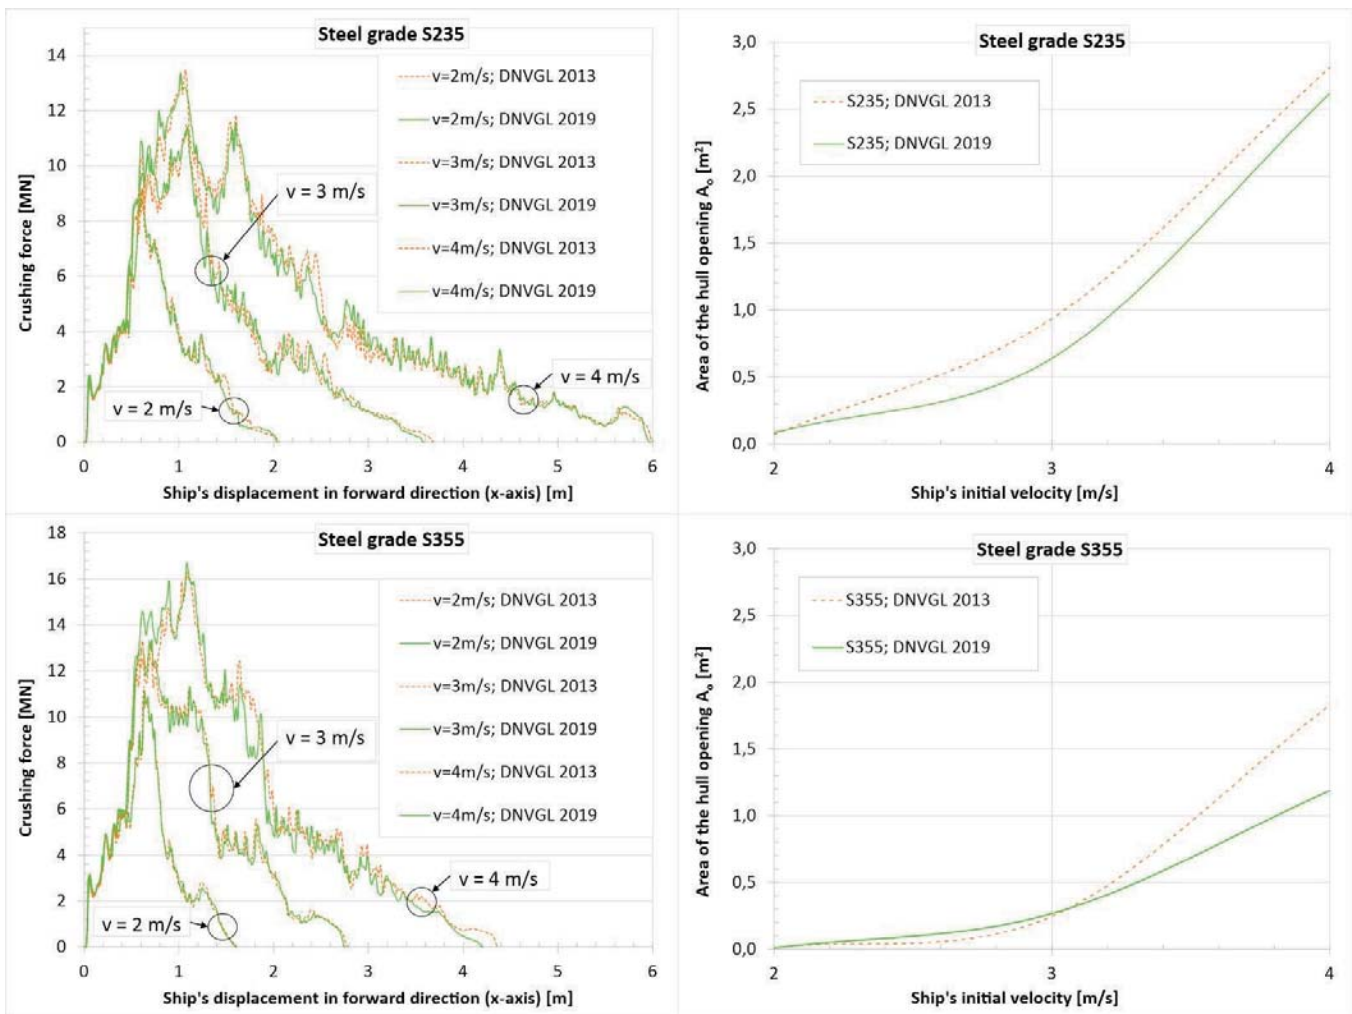 Steel grade S235
14
12
10
8
6
4
2
0
Crushing force [MN]
v=2m/s; DNVGL 2013
v=2m/s; DNVGL 2019
v=3m/s; DNVGL 2013
v=3m/s; DNVGL 2019
v=4m/s; DNVGL 2013
v=4m/s; DNVGL 2019
v = 3 m/s
v = 4 m/s
v = 2 m/s
0 1 2 3 4 5 6
Ship's displacement in forward direction (x-axis) [m]
Steel grade S235
3,0
2,5
2,0
1,5
1,0
0,5
0,0
Area of the hull opening Aₒ [m²]
S235; DNVGL 2013
S235; DNVGL 2019
2 3 4
Ship's initial velocity [m/s]
Steel grade S355
18
16
14
12
10
8
6
4
2
0
Crushing force [MN]
v=2m/s; DNVGL 2013
v=2m/s; DNVGL 2019
v=3m/s; DNVGL 2013
v=3m/s; DNVGL 2019
v=4m/s; DNVGL 2013
v=4m/s; DNVGL 2019
v = 3 m/s
v = 4 m/s
v = 2 m/s
0 1 2 3 4 5 6
Ship's displacement in forward direction (x-axis) [m]
Steel grade S355
3,0
2,5
2,0
1,5
1,0
0,5
0,0
Area of the hull opening Aₒ [m²]
S355; DNVGL 2013
S355; DNVGL 2019
2 3 4
Ship's initial velocity [m/s]